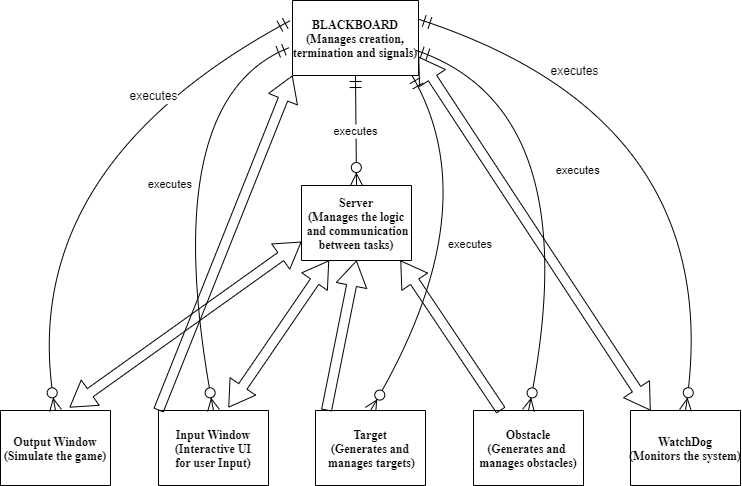 BLACKBOARD
(Manages creation,
termination and signals)
executes
executes
executes
executes
executes
executes
Server
(Manages the logic
and communication
between tasks)
Output Window
(Simulate the game)
Input Window
(Interactive UI
for user Input)
Target
(Generates and
manages targets)
Obstacle
(Generates and
manages obstacles)
WatchDog
(Monitors the system)